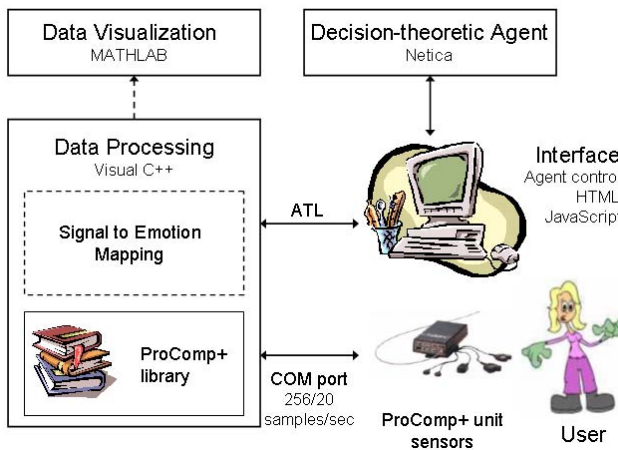 Data Visualization
MATHLAB
Decision-theoretic Agent
Netica
Data Processing
Visual C++
Signal to Emotion
Mapping
ATL
Interface
Agent control
HTML
JavaScript
ProComp+
library
COM port
256/20
samples/sec
ProComp+ unit
sensors
User